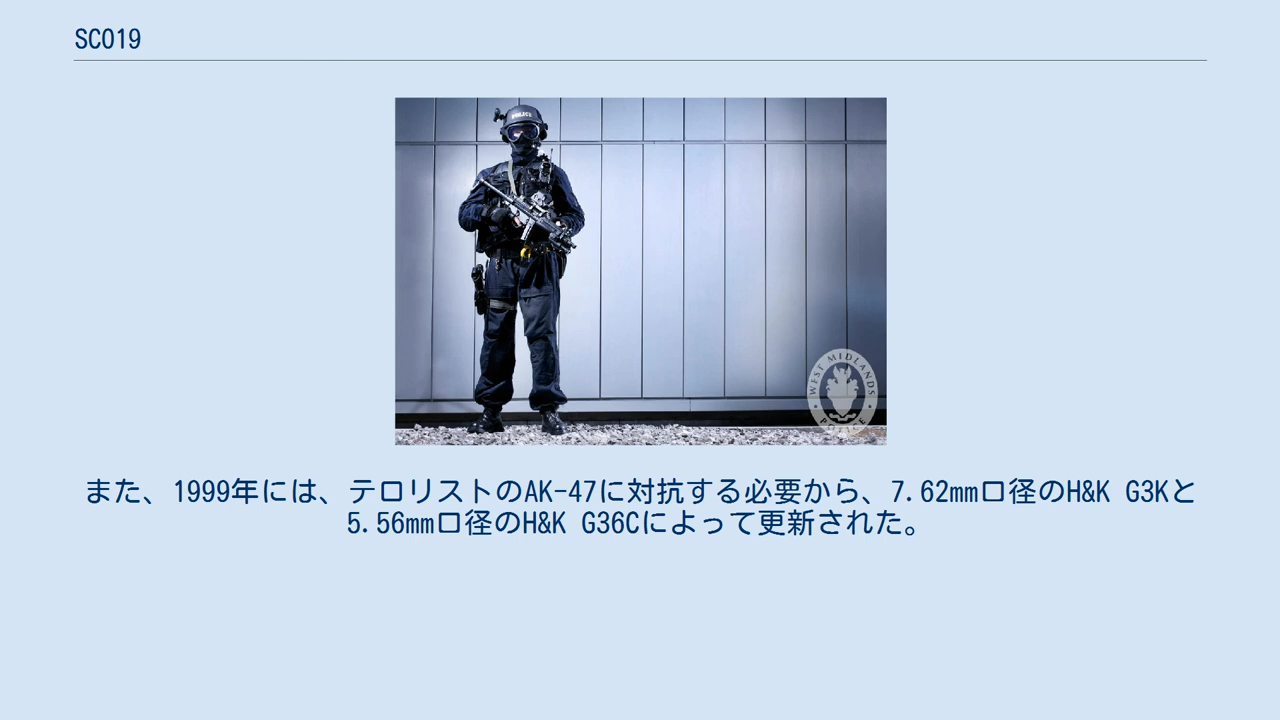 SCO19
POLICE
WEST MIDLANDS
POLICE
また、1999年には、テロリストのAK-47に対抗する必要から、7.62mm口径のH&K G3Kと
5.56mm口径のH&K G36Cによって更新された。